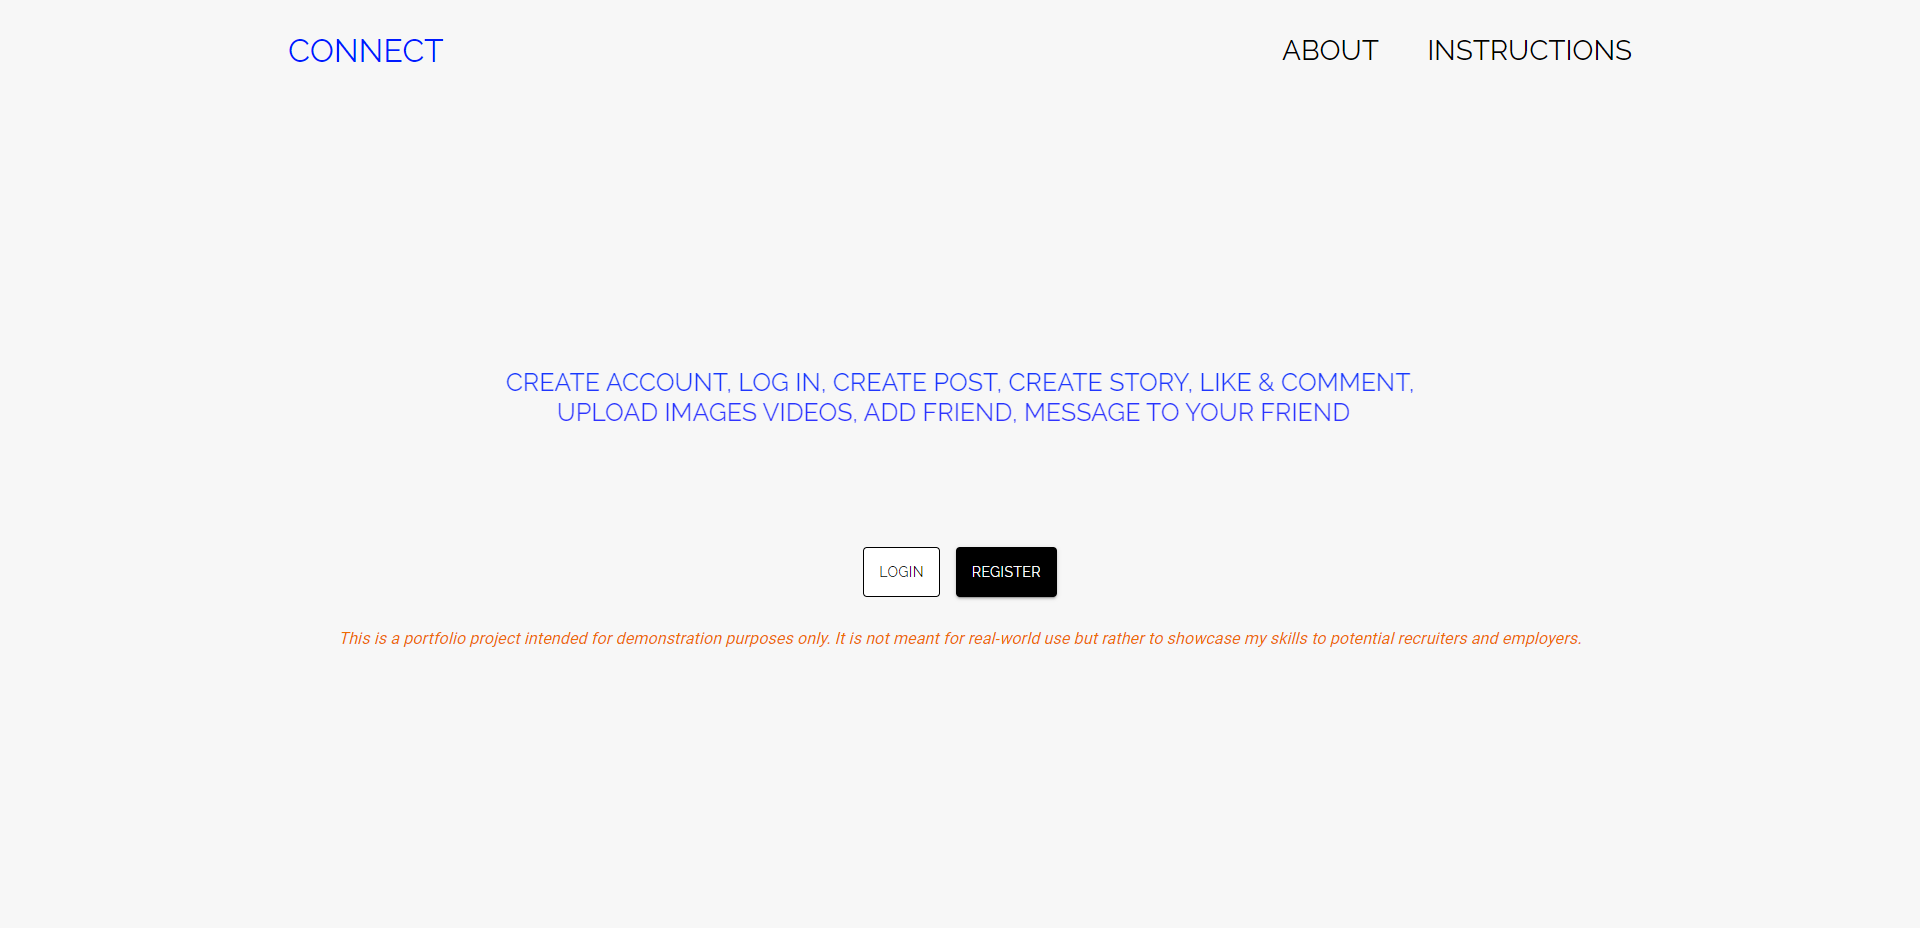 CONNECT
ABOUT
INSTRUCTIONS
CREATE ACCOUNT, LOG IN, CREATE POST, CREATE STORY, LIKE & COMMENT,
UPLOAD IMAGES VIDEOS, ADD FRIEND, MESSAGE TO YOUR FRIEND
LOGIN
REGISTER
This is a portfolio project intended for demonstration purposes only. It is not meant for real-world use but rather to showcase my skills to potential recruiters and employers.